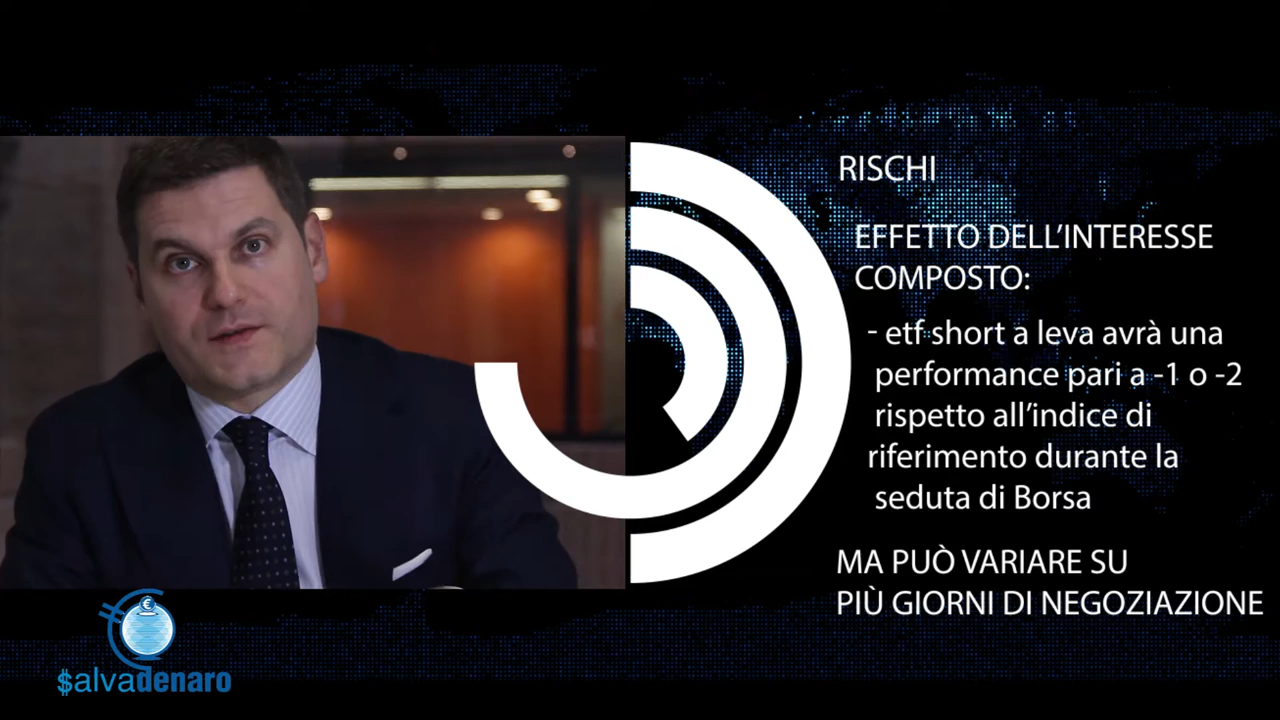 RISCHI
EFFETTO DELL'INTERESSE
COMPOSTO:
- etf short a leva avrà una
performance pari a -1 o -2
rispetto all'indice di
riferimento durante la
seduta di Borsa
MA PUÒ VARIARE SU
PIÙ GIORNI DI NEGOZIAZIONE
€
$alvadenaro